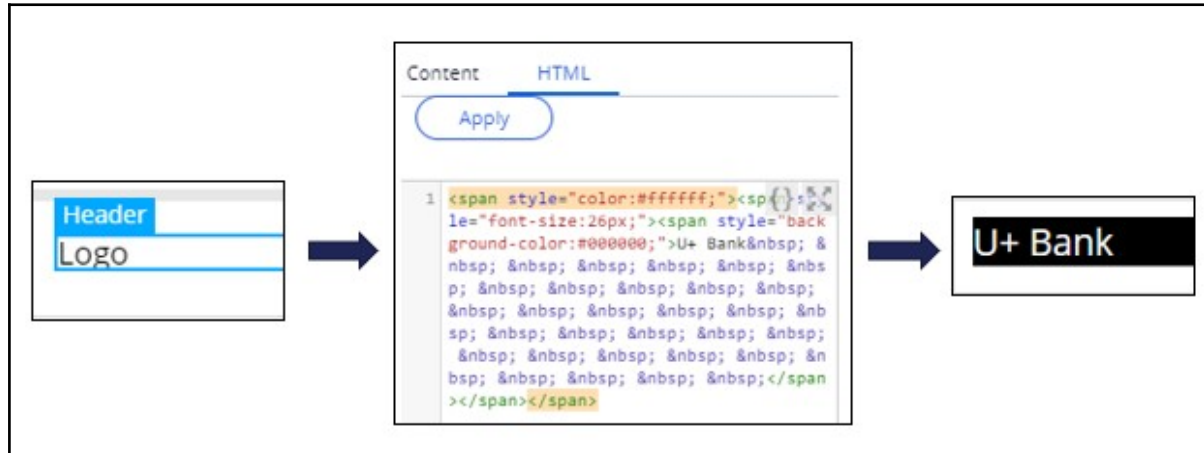 Content HTML
Apply
Header
Logo
1 <span style="color:#ffffff;"><sp{}s
le="font-size:26px;"><span style="back
ground-color:#000000;">U+ Bank&nbsp; &
nbsp; &nbsp; &nbsp; &nbsp; &nbsp; &nbs
p; &nbsp; &nbsp; &nbsp; &nbsp; &nbsp;
&nbsp; &nbsp; &nbsp; &nbsp; &nbsp; &nb
sp; &nbsp; &nbsp; &nbsp; &nbsp; &nbsp;
&nbsp; &nbsp; &nbsp; &nbsp; &nbsp; &n
bsp; &nbsp; &nbsp; &nbsp; &nbsp;</span
></span></span>
U+ Bank